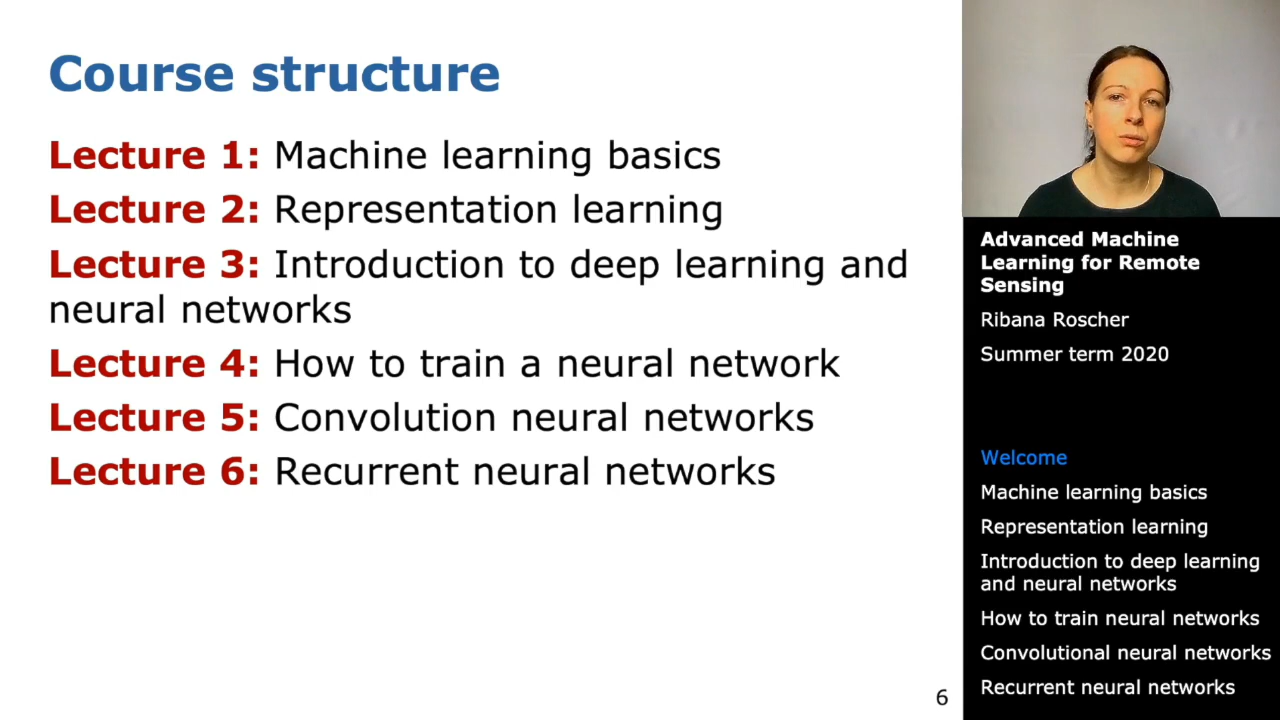 Course structure
Lecture 1: Machine learning basics
Lecture 2: Representation learning
Lecture 3: Introduction to deep learning and
neural networks
Lecture 4: How to train a neural network
Lecture 5: Convolution neural networks
Lecture 6: Recurrent neural networks
6
Advanced Machine
Learning for Remote
Sensing
Ribana Roscher
Summer term 2020
Welcome
Machine learning basics
Representation learning
Introduction to deep learning
and neural networks
How to train neural networks
Convolutional neural networks
Recurrent neural networks